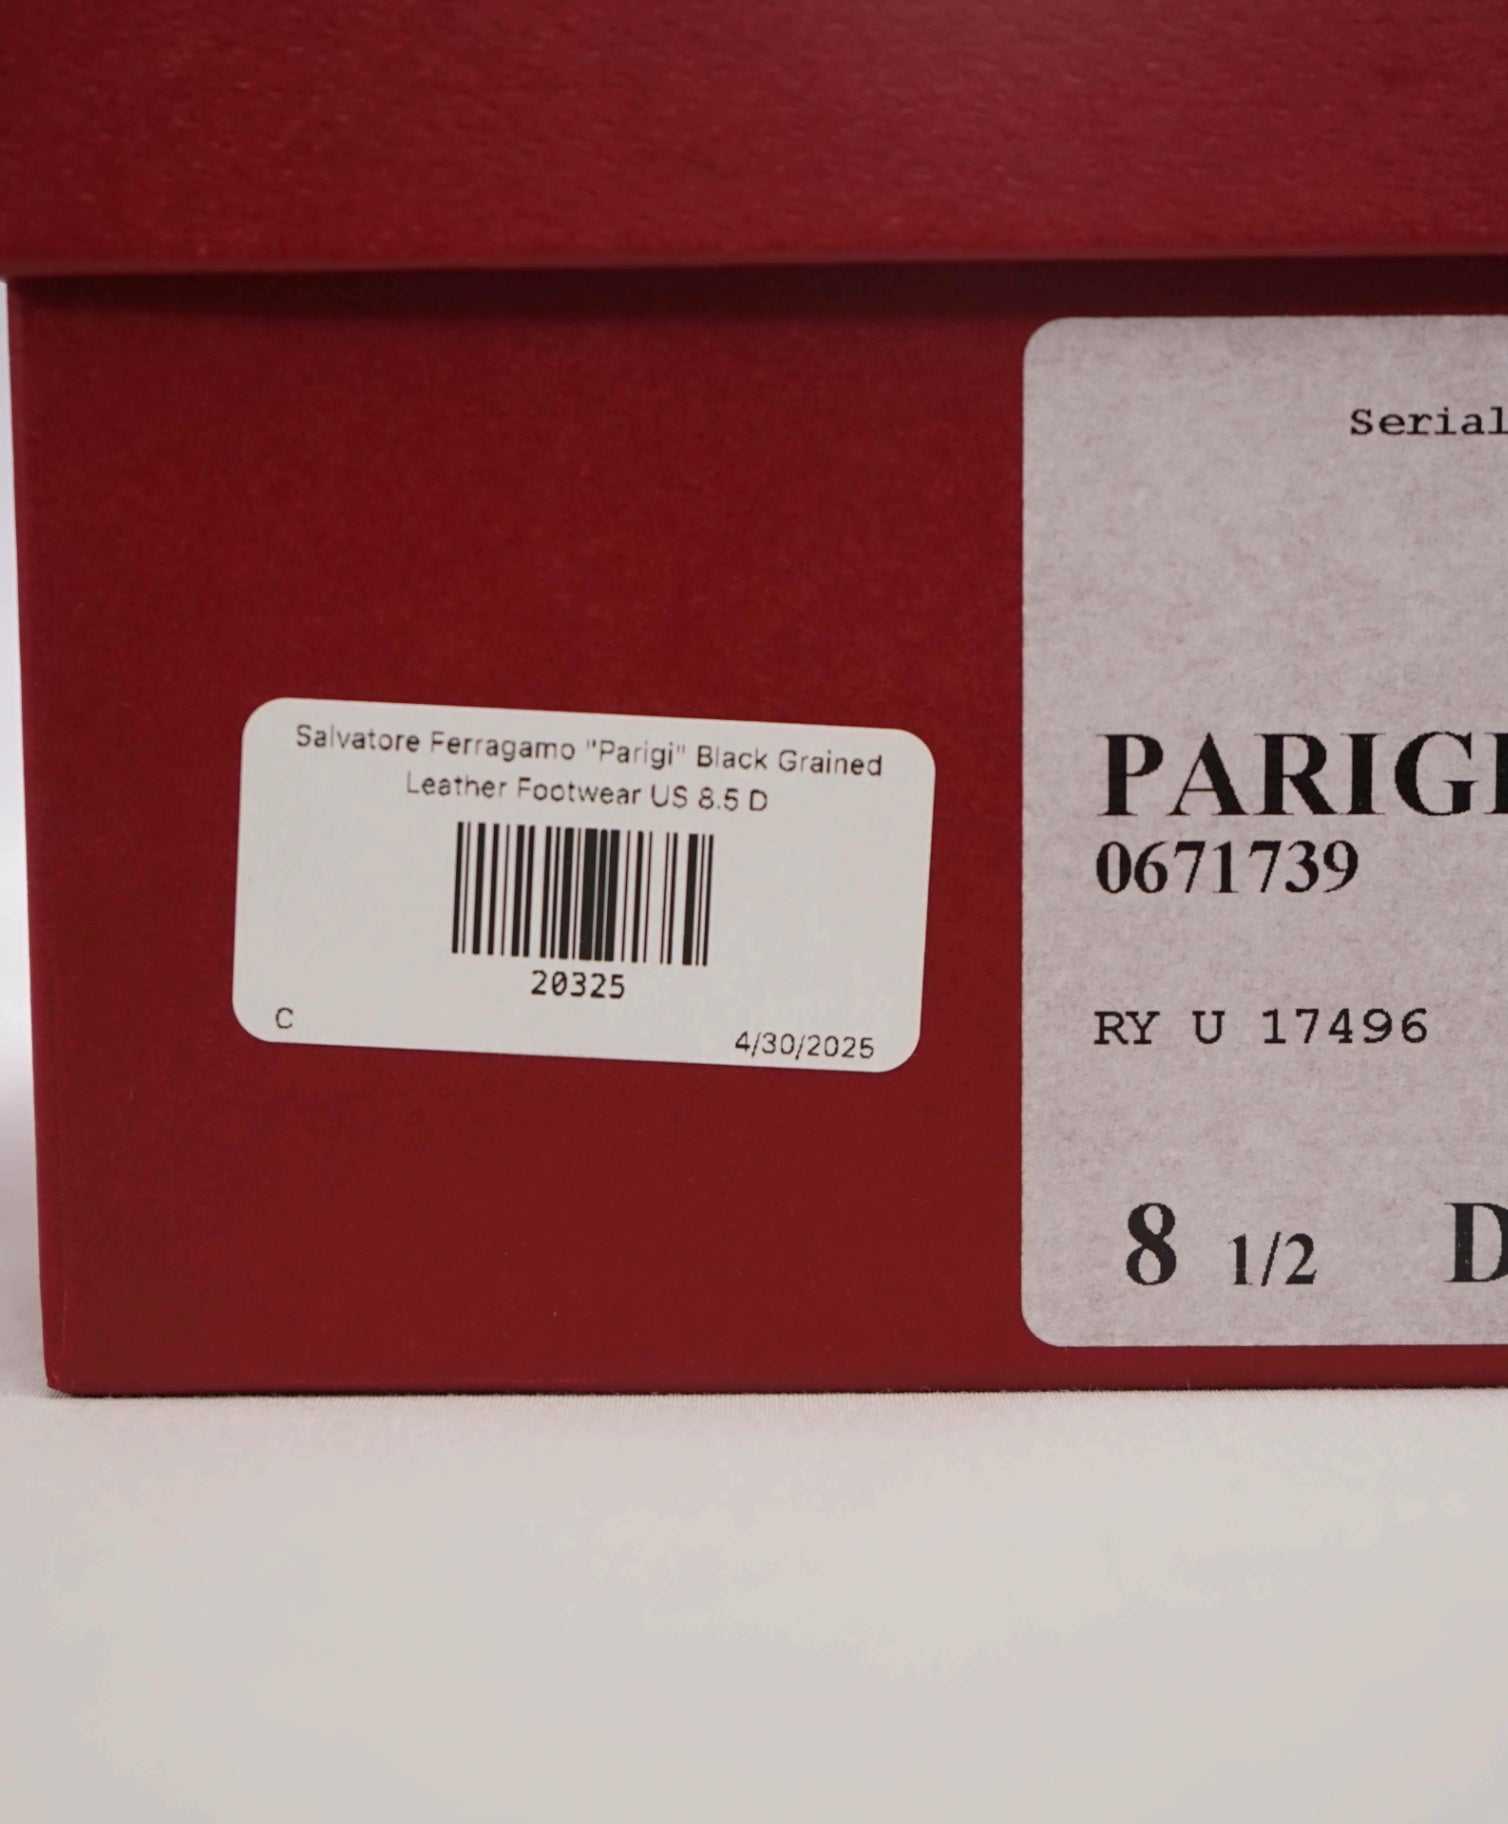 Salvatore Ferragamo "Parigi" Black Grained
Leather Footwear US 8.5 D
20325
C
4/30/2025
Serial
PARIGI
0671739
RY U 17496
8 1/2 D